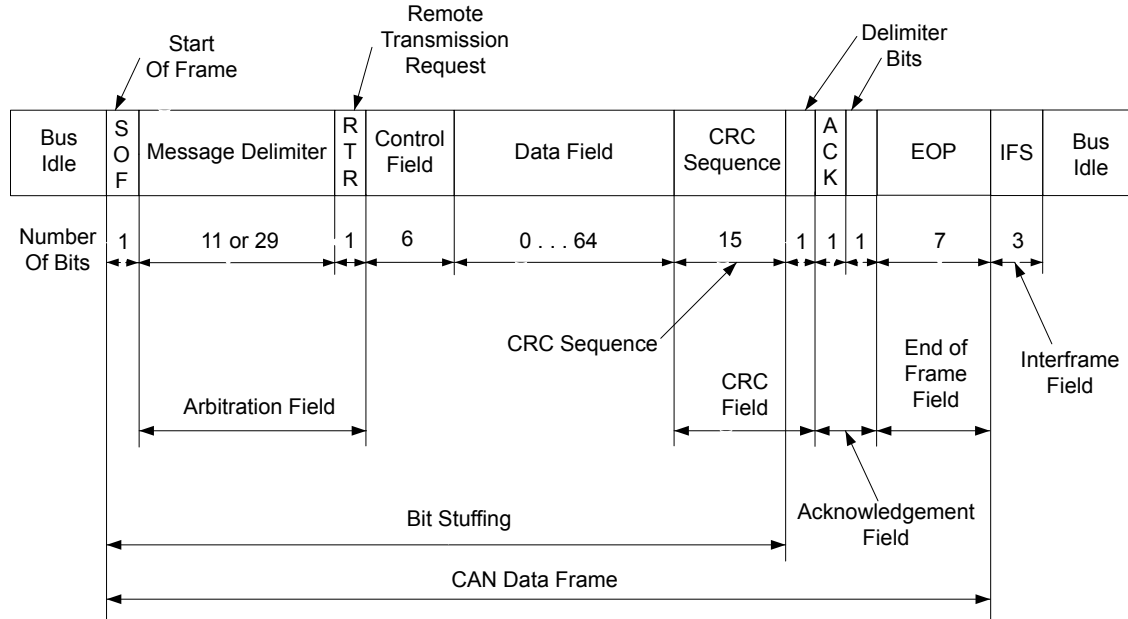 Start
Of Frame
Remote
Transmission
Request
Delimiter
Bits
Bus
Idle
S
O
F
Message Delimiter
R
T
R
Control
Field
Data Field
CRC
Sequence
A
C
K
EOP
IFS
Bus
Idle
Number
Of Bits
1
11 or 29
1
6
0 . . . 64
15
1
1
1
7
3
CRC Sequence
End of
Frame
Field
Interframe
Field
Arbitration Field
CRC
Field
Bit Stuffing
Acknowledgement
Field
CAN Data Frame